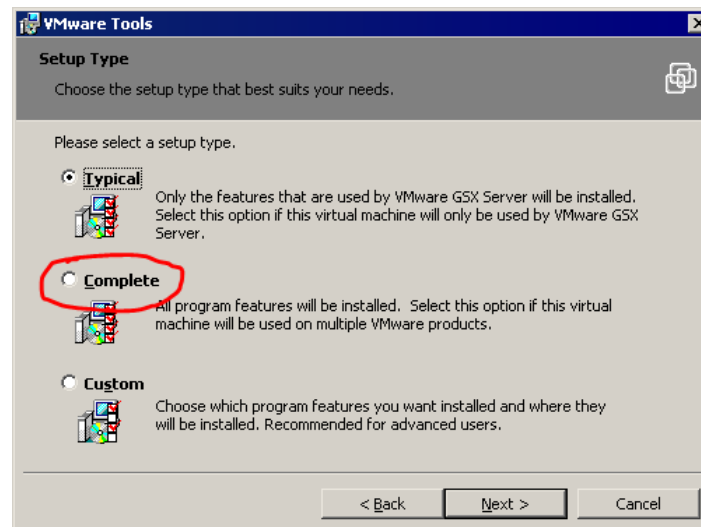 VMware Tools
Setup Type
Choose the setup type that best suits your needs.
Please select a setup type.
Typical
Only the features that are used by VMware GSX Server will be installed.
Select this option if this virtual machine will only be used by VMware GSX
Server.
Complete
All program features will be installed. Select this option if this virtual
machine will be used on multiple VMware products.
Custom
Choose which program features you want installed and where they
will be installed. Recommended for advanced users.
< Back Next > Cancel